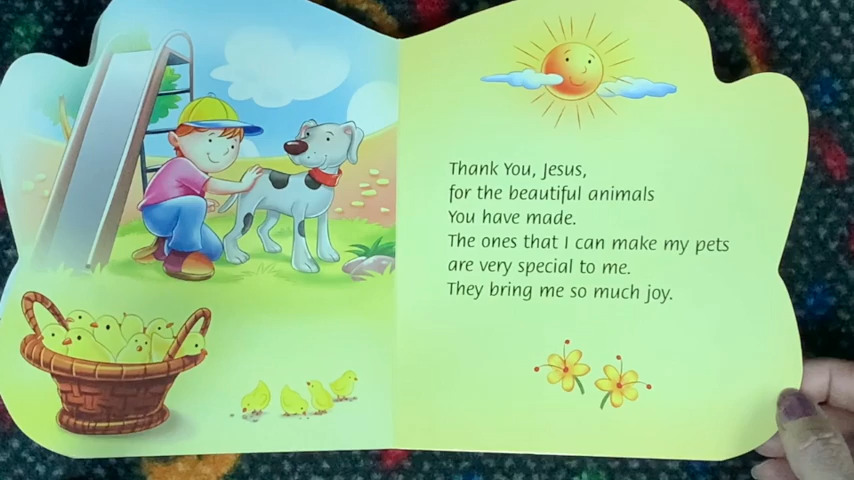 Thank You, Jesus,
for the beautiful animals
You have made.
The ones that I can make my pets
are very special to me.
They bring me so much joy.